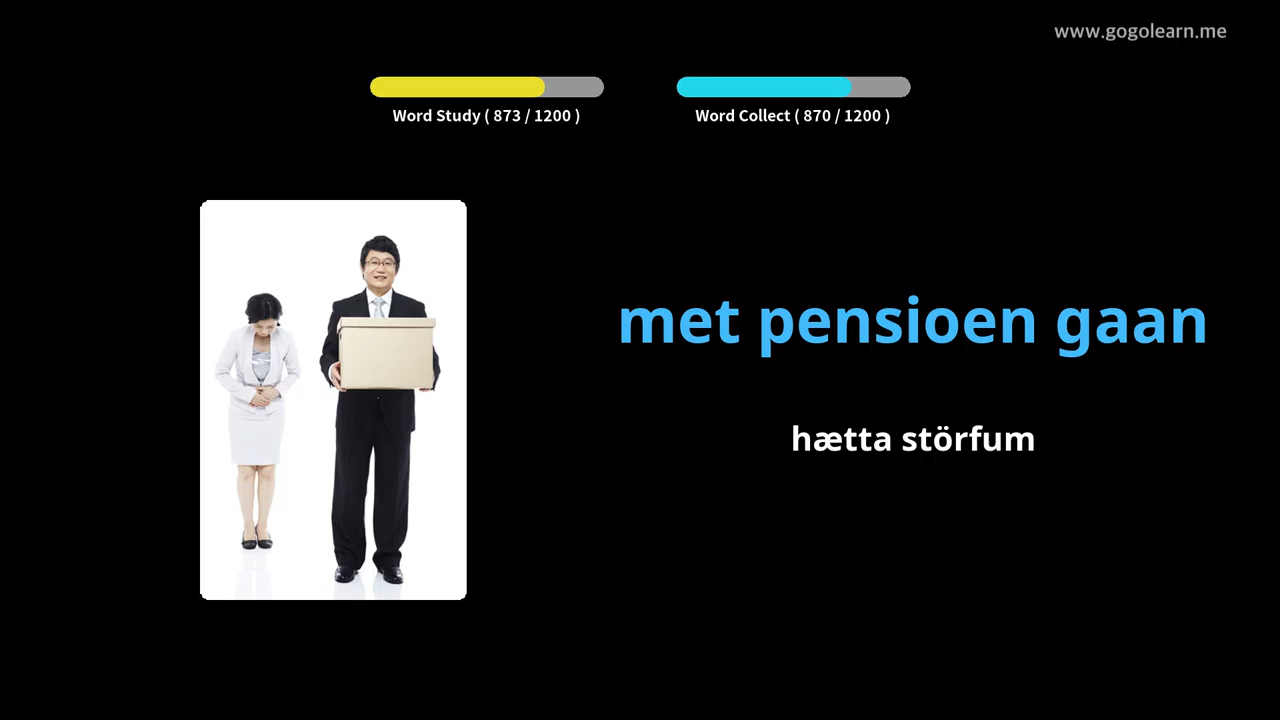 www.gogolearn.me
Word Study ( 873 / 1200 )
Word Collect ( 870 / 1200 )
met pensioen gaan
hætta störfum